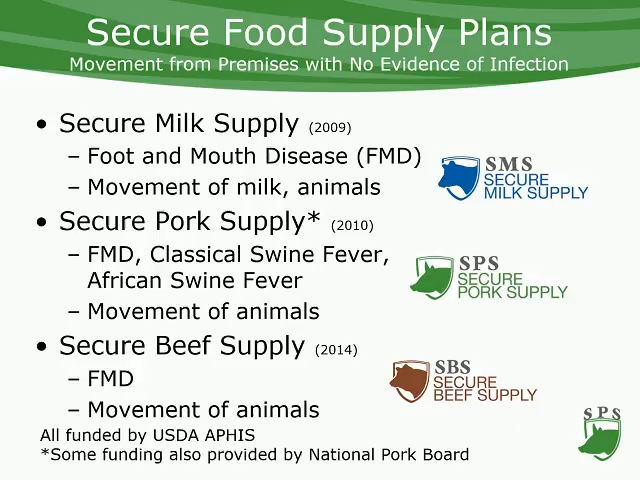 Secure Food Supply Plans
Movement from Premises with No Evidence of Infection
• Secure Milk Supply (2009)
– Foot and Mouth Disease (FMD)
– Movement of milk, animals
SMS
SECURE
MILK SUPPLY
• Secure Pork Supply* (2010)
– FMD, Classical Swine Fever,
African Swine Fever
– Movement of animals
SPS
SECURE
PORK SUPPLY
• Secure Beef Supply (2014)
– FMD
– Movement of animals
SBS
SECURE
BEEF SUPPLY
All funded by USDA APHIS
*Some funding also provided by National Pork Board
SPS